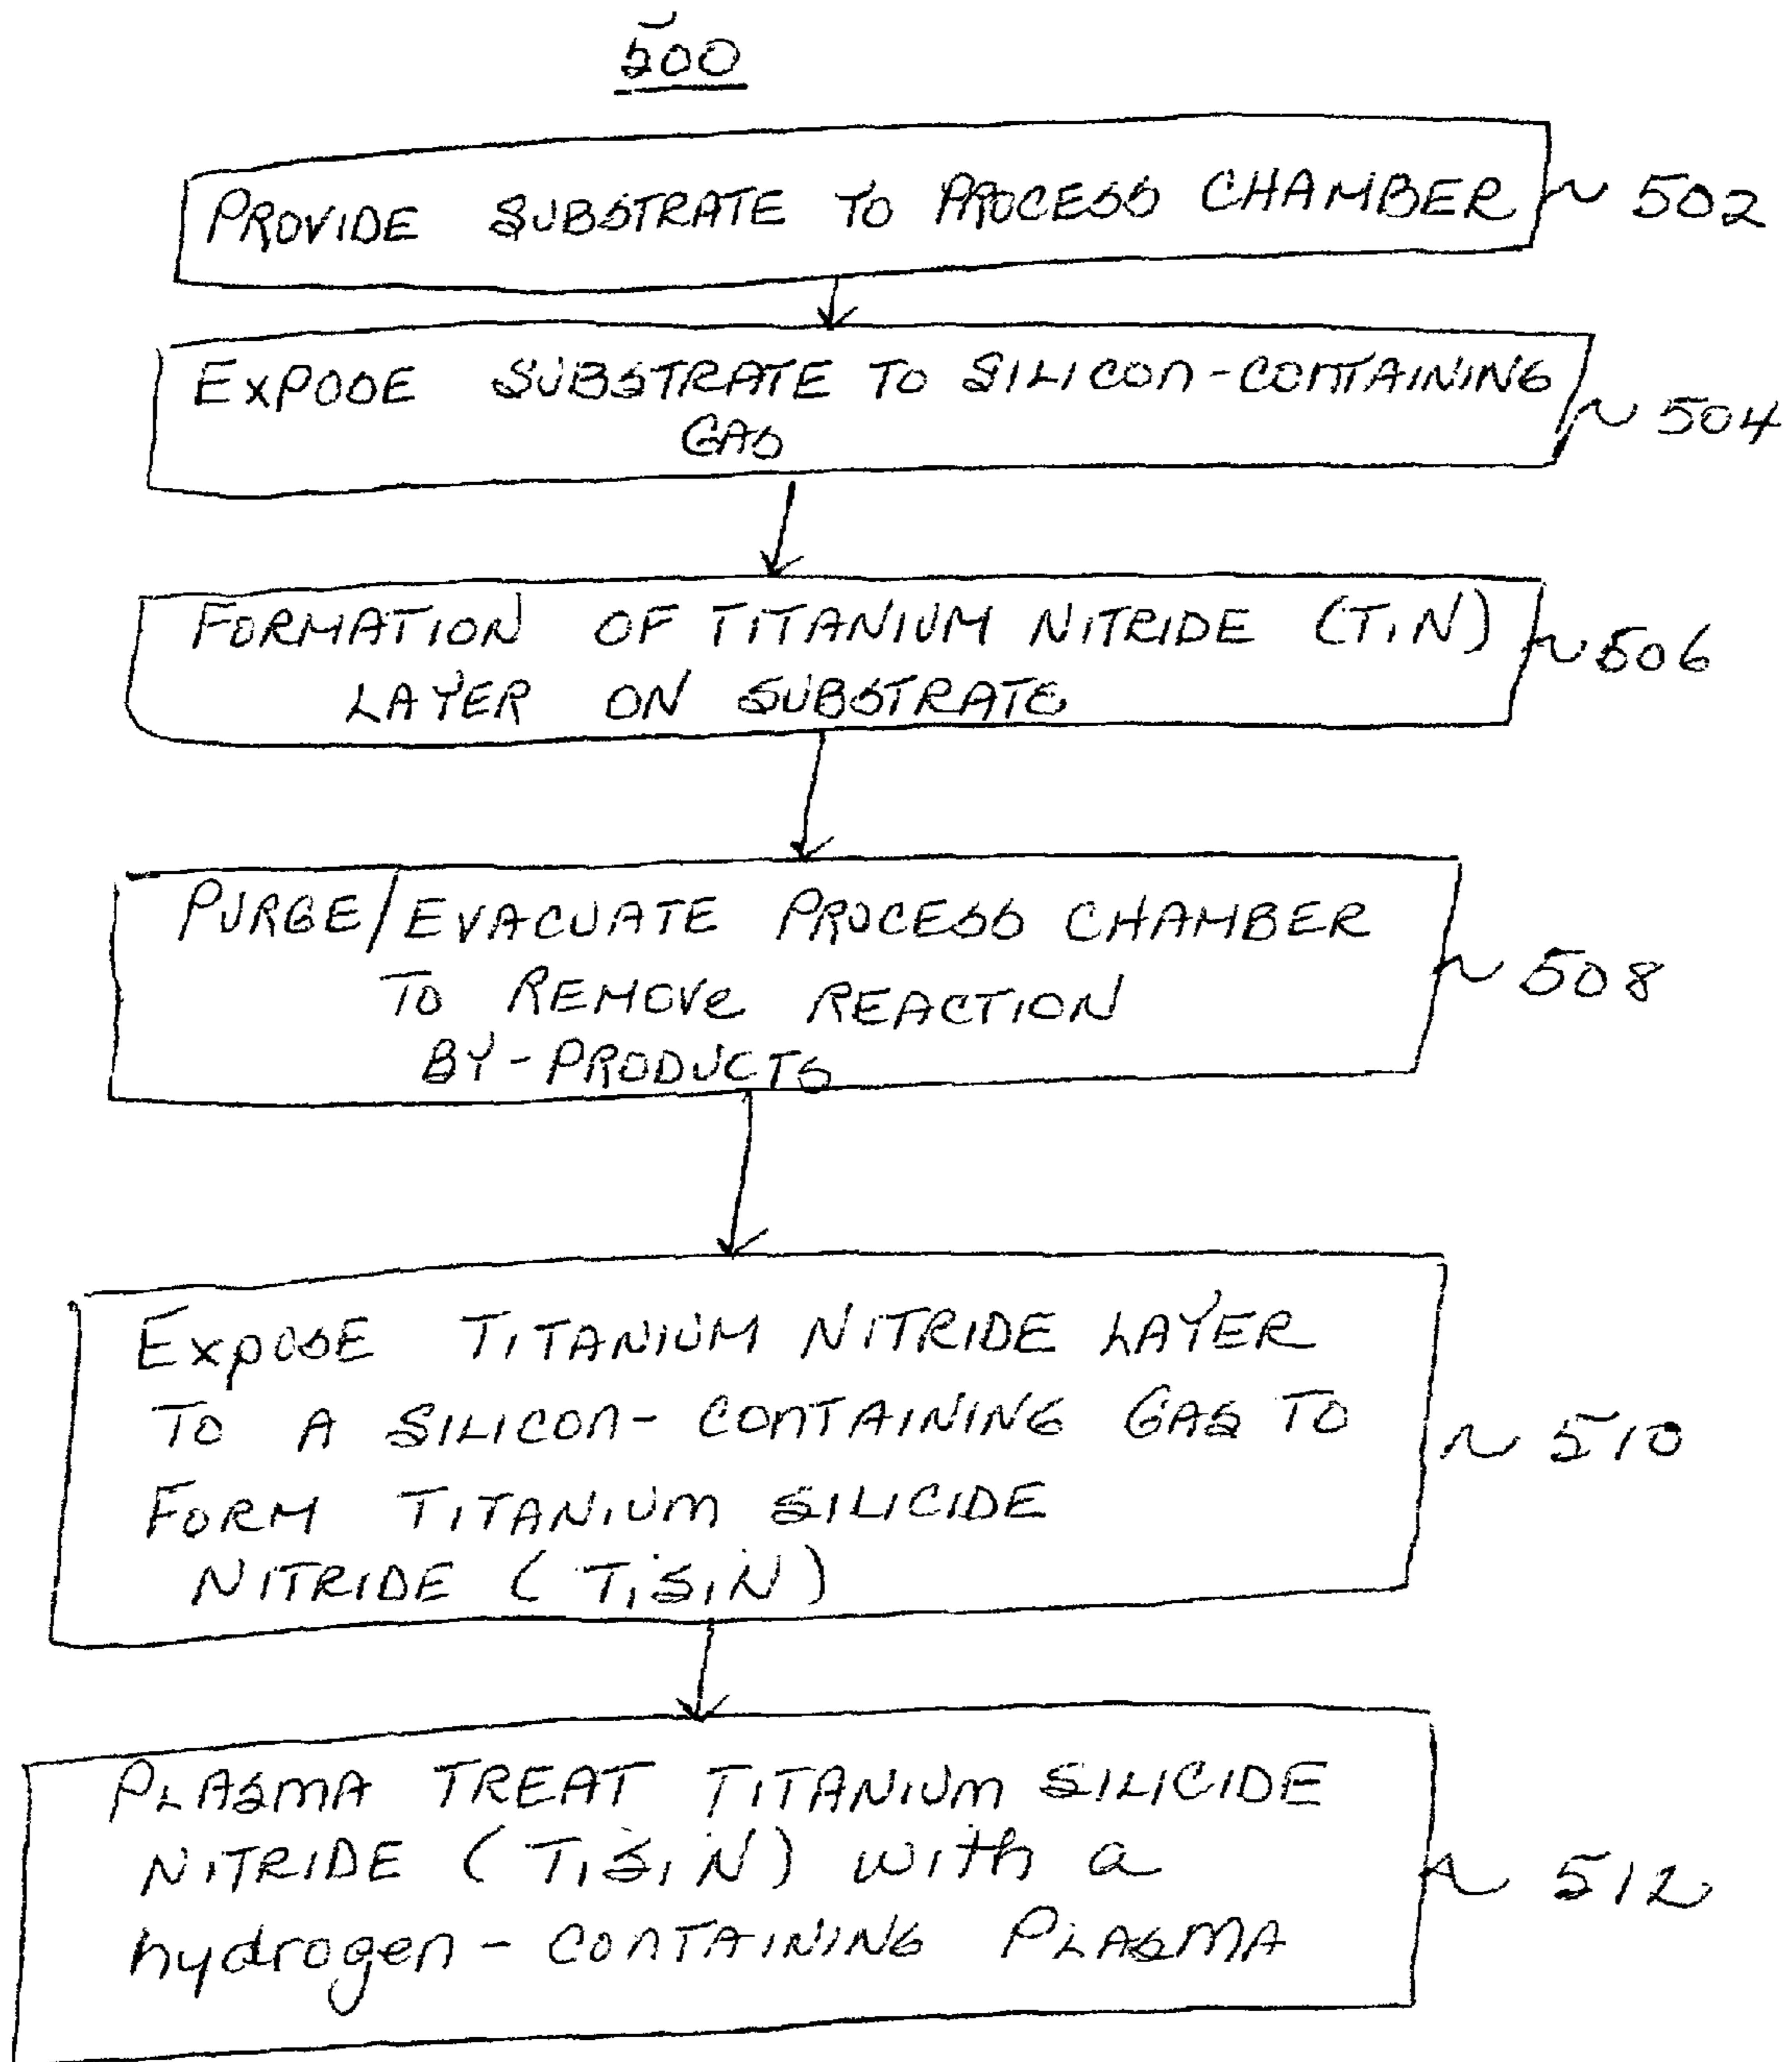 500
PROVIDE SUBSTRATE TO PROCESS CHAMBER ~ 502
EXPOSE SUBSTRATE TO SILICON-CONTAINING
GAS ~ 504
FORMATION OF TITANIUM NITRIDE (TiN) ~ 506
LAYER ON SUBSTRATE
PURGE/EVACUATE PROCESS CHAMBER
TO REMOVE REACTION ~ 508
BY-PRODUCTS
EXPOSE TITANIUM NITRIDE LAYER
TO A SILICON-CONTAINING GAS TO ~ 510
FORM TITANIUM SILICIDE
NITRIDE (TiSiN)
PLASMA TREAT TITANIUM SILICIDE
NITRIDE (TiSiN) with a ~ 512
hydrogen-CONTAINING PLASMA